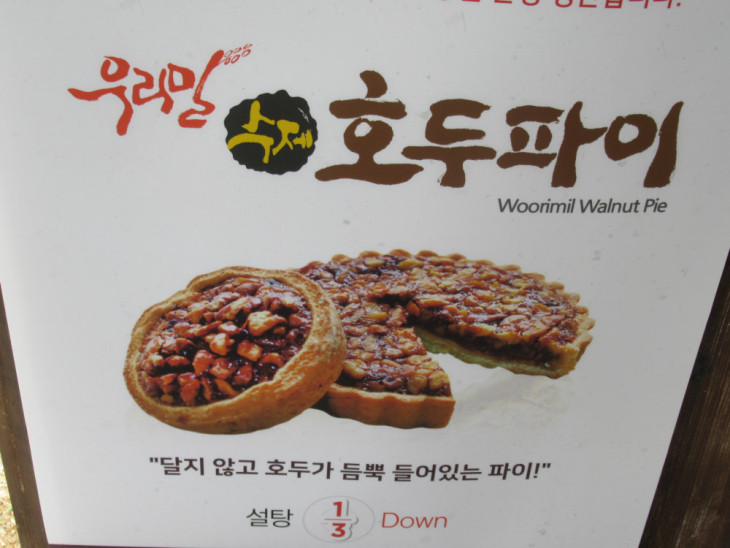 우리밀 수제 호두파이
Woorimil Walnut Pie
"달지 않고 호두가 듬뿍 들어있는 파이!"
설탕 1/3 Down